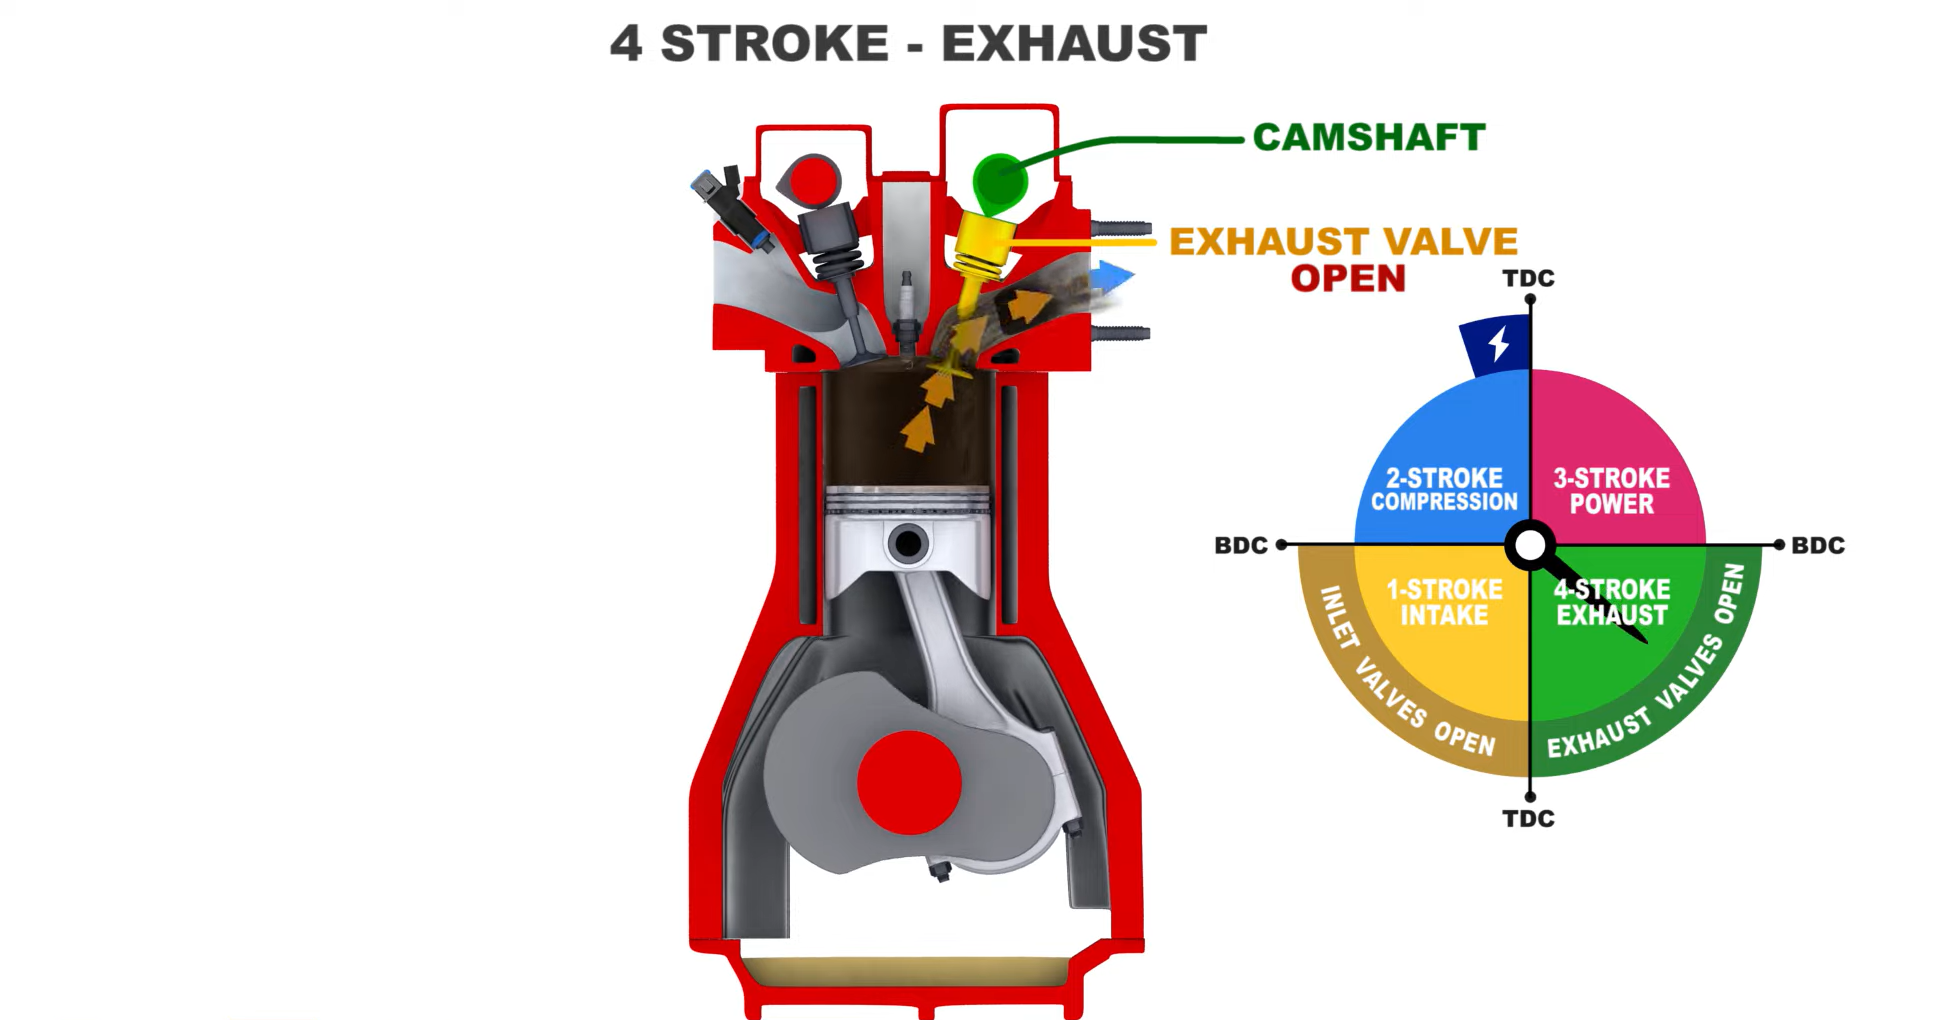 4 STROKE - EXHAUST
CAMSHAFT
EXHAUST VALVE
OPEN
TDC
2-STROKE
COMPRESSION
3-STROKE
POWER
BDC
BDC
1-STROKE
INTAKE
4-STROKE
EXHAUST
INLET VALVES OPEN
EXHAUST VALVES OPEN
TDC